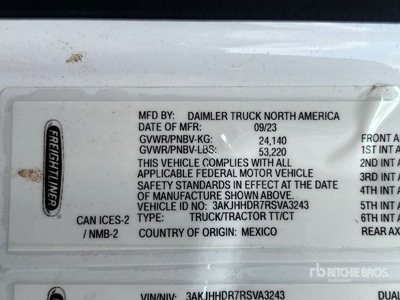 MFD BY: DAIMLER TRUCK NORTH AMERICA
DATE OF MFR: 09/23
GVWR/PNBV-KG: 24,140
GVWR/PNBV-LBS: 53,220
THIS VEHICLE COMPLIES WITH ALL
APPLICABLE FEDERAL MOTOR VEHICLE
SAFETY STANDARDS IN EFFECT AT THE DATE
OF MANUFACTURE SHOWN ABOVE.
VEHICLE ID NO: 3AKJHHDR7RSVA3243
TYPE: TRUCK/TRACTOR TT/CT
COUNTRY OF ORIGIN: MEXICO
FREIGHTLINER
CAN ICES-2
/ NMB-2
FRONT A
1ST INT A
2ND INT A
3RD INT A
4TH INT A
5TH INT A
6TH INT A
REAR AX
rb RITCHIE BROS.
VIN/NIV: 3AKJHHDR7RSVA3243
DUAL